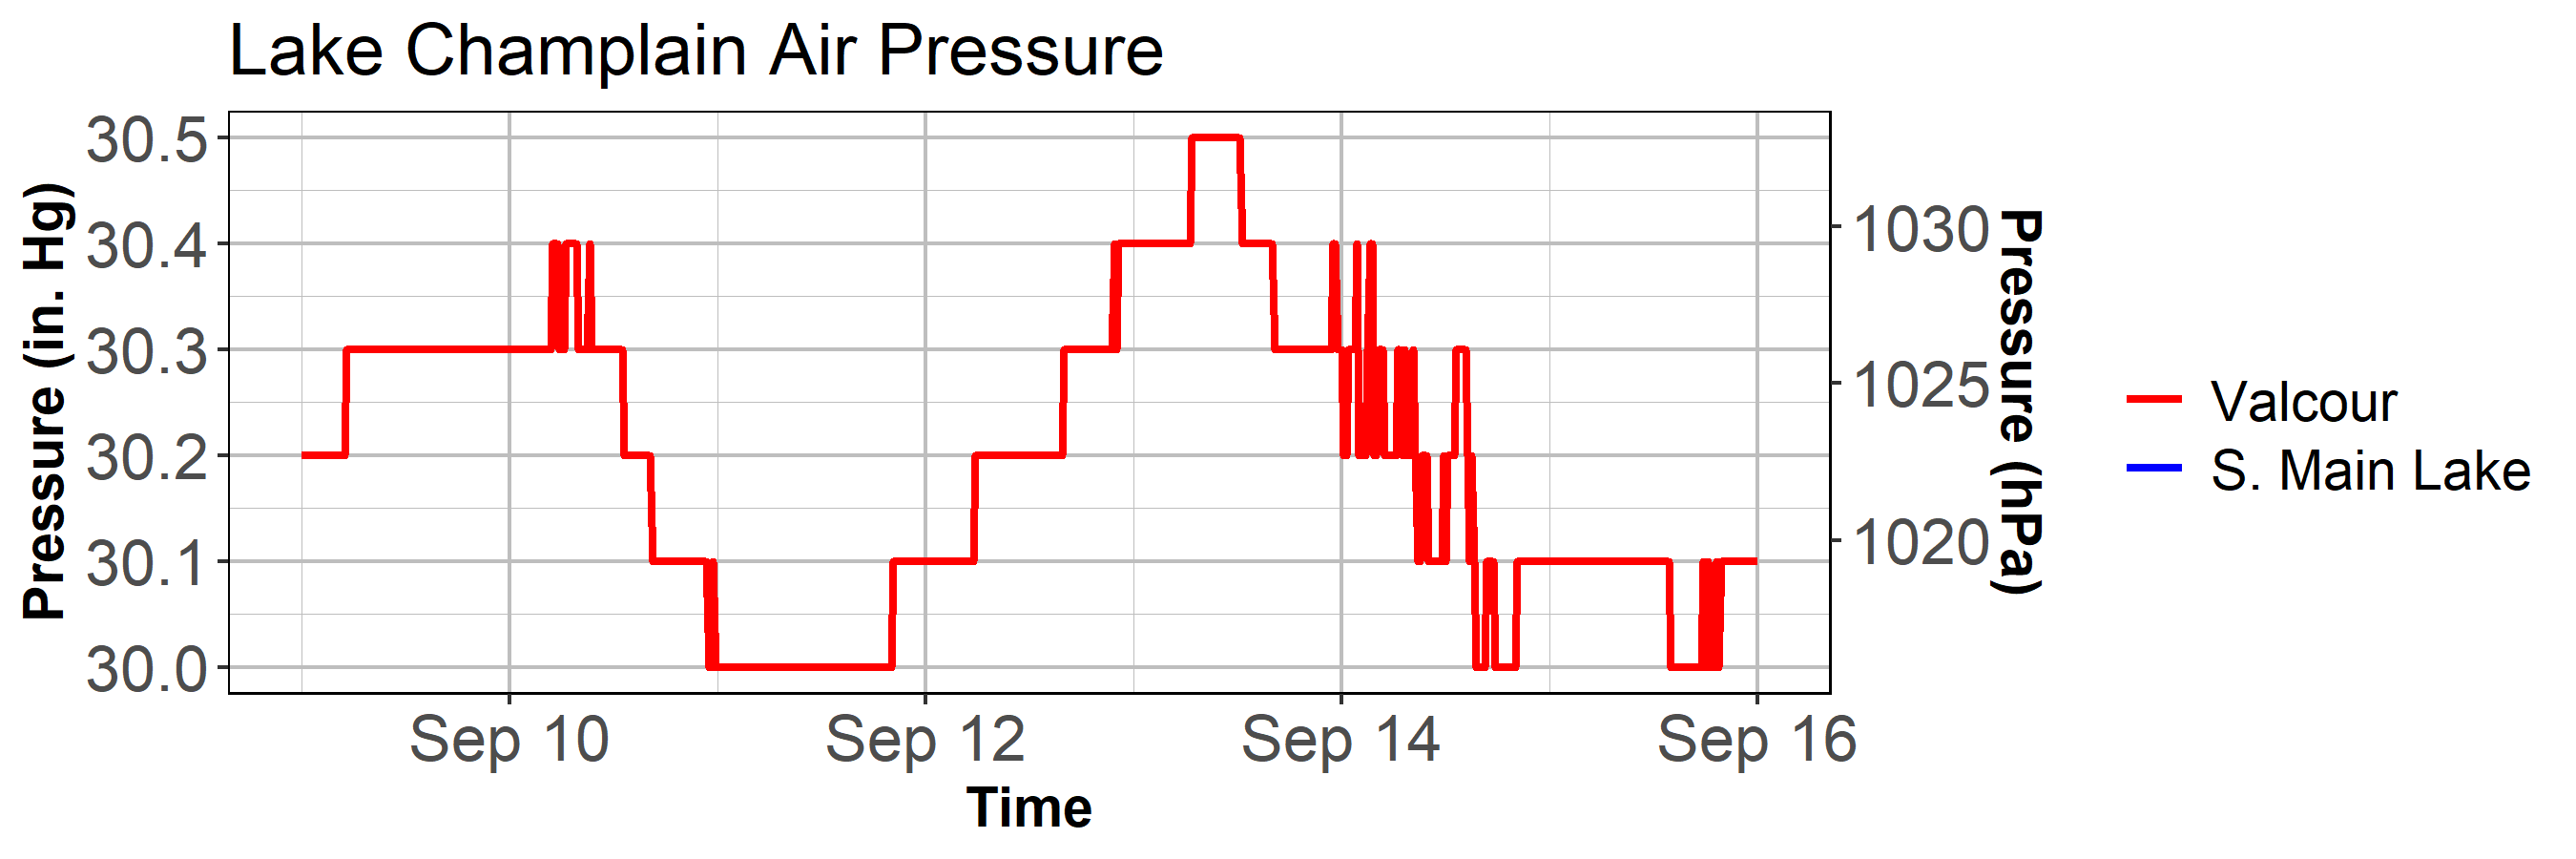 Lake Champlain Air Pressure
30.5
30.4
30.3
30.2
30.1
30.0
Pressure (in. Hg)
1030
1025
1020
Pressure (hPa)
Sep 10
Sep 12
Sep 14
Sep 16
Time
Valcour
S. Main Lake